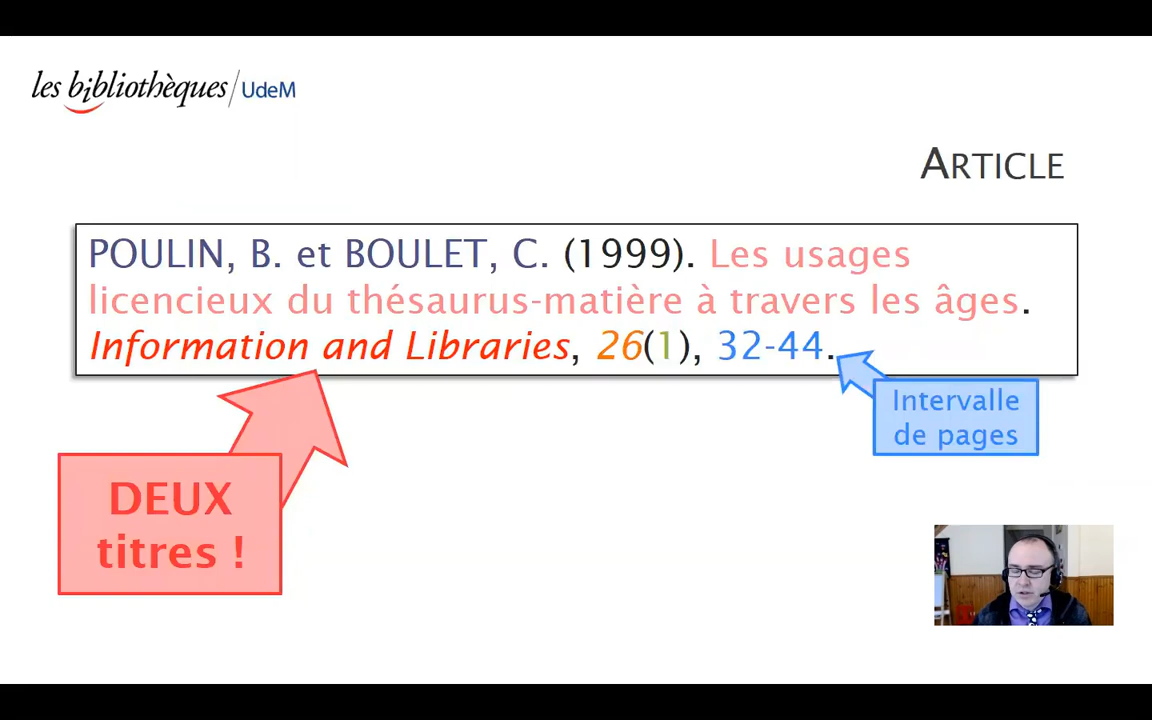 les bibliothèques/UdeM
ARTICLE
POULIN, B. et BOULET, C. (1999). Les usages
licencieux du thésaurus-matière à travers les âges.
Information and Libraries, 26(1), 32-44.
Intervalle
de pages
DEUX
titres !